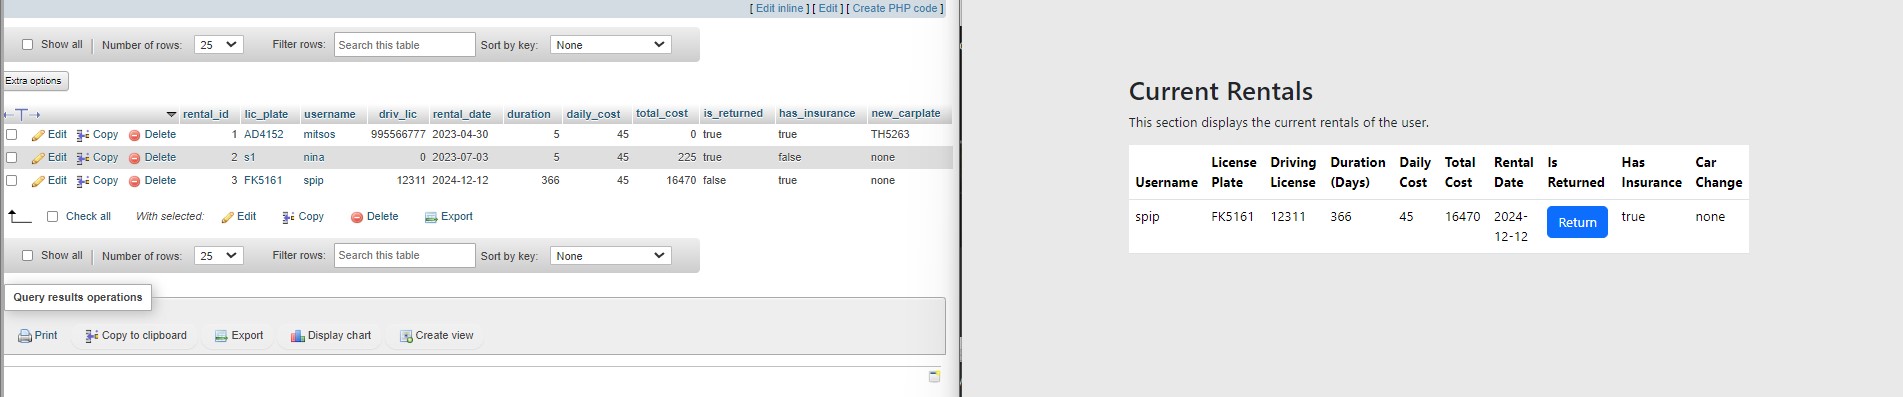 [ Edit inline ] [ Edit ] [ Create PHP code ]
Show all Number of rows: 25 Filter rows: Search this table Sort by key: None
Extra options
rental_id lic_plate username driv_lic rental_date duration daily_cost total_cost is_returned has_insurance new_carplate
Edit Copy Delete 1 AD4152 mitsos 995566777 2023-04-30 5 45 0 true true TH5263
Edit Copy Delete 2 s1 nina 0 2023-07-03 5 45 225 true false none
Edit Copy Delete 3 FK5161 spip 12311 2024-12-12 366 45 16470 false true none
Check all With selected: Edit Copy Delete Export
Show all Number of rows: 25 Filter rows: Search this table Sort by key: None
Query results operations
Print Copy to clipboard Export Display chart Create view
Current Rentals
This section displays the current rentals of the user.
License Driving Duration Daily Total Rental Is Has Car
Username Plate License (Days) Cost Cost Date Returned Insurance Change
spip FK5161 12311 366 45 16470 2024- Return true none
12-12